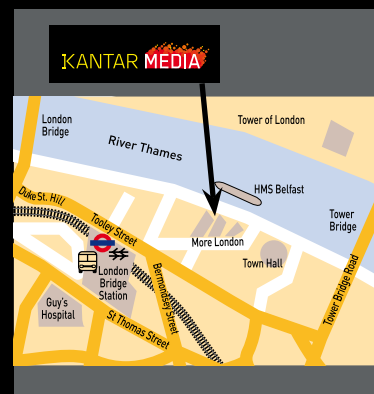 KANTAR MEDIA
London
Bridge
Tower of London
River Thames
HMS Belfast
Duke St. Hill
Tooley Street
Tower
Bridge
More London
Town Hall
London
Bridge
Station
Bermondsey Street
Tower Bridge Road
Guy's
Hospital
St Thomas Street